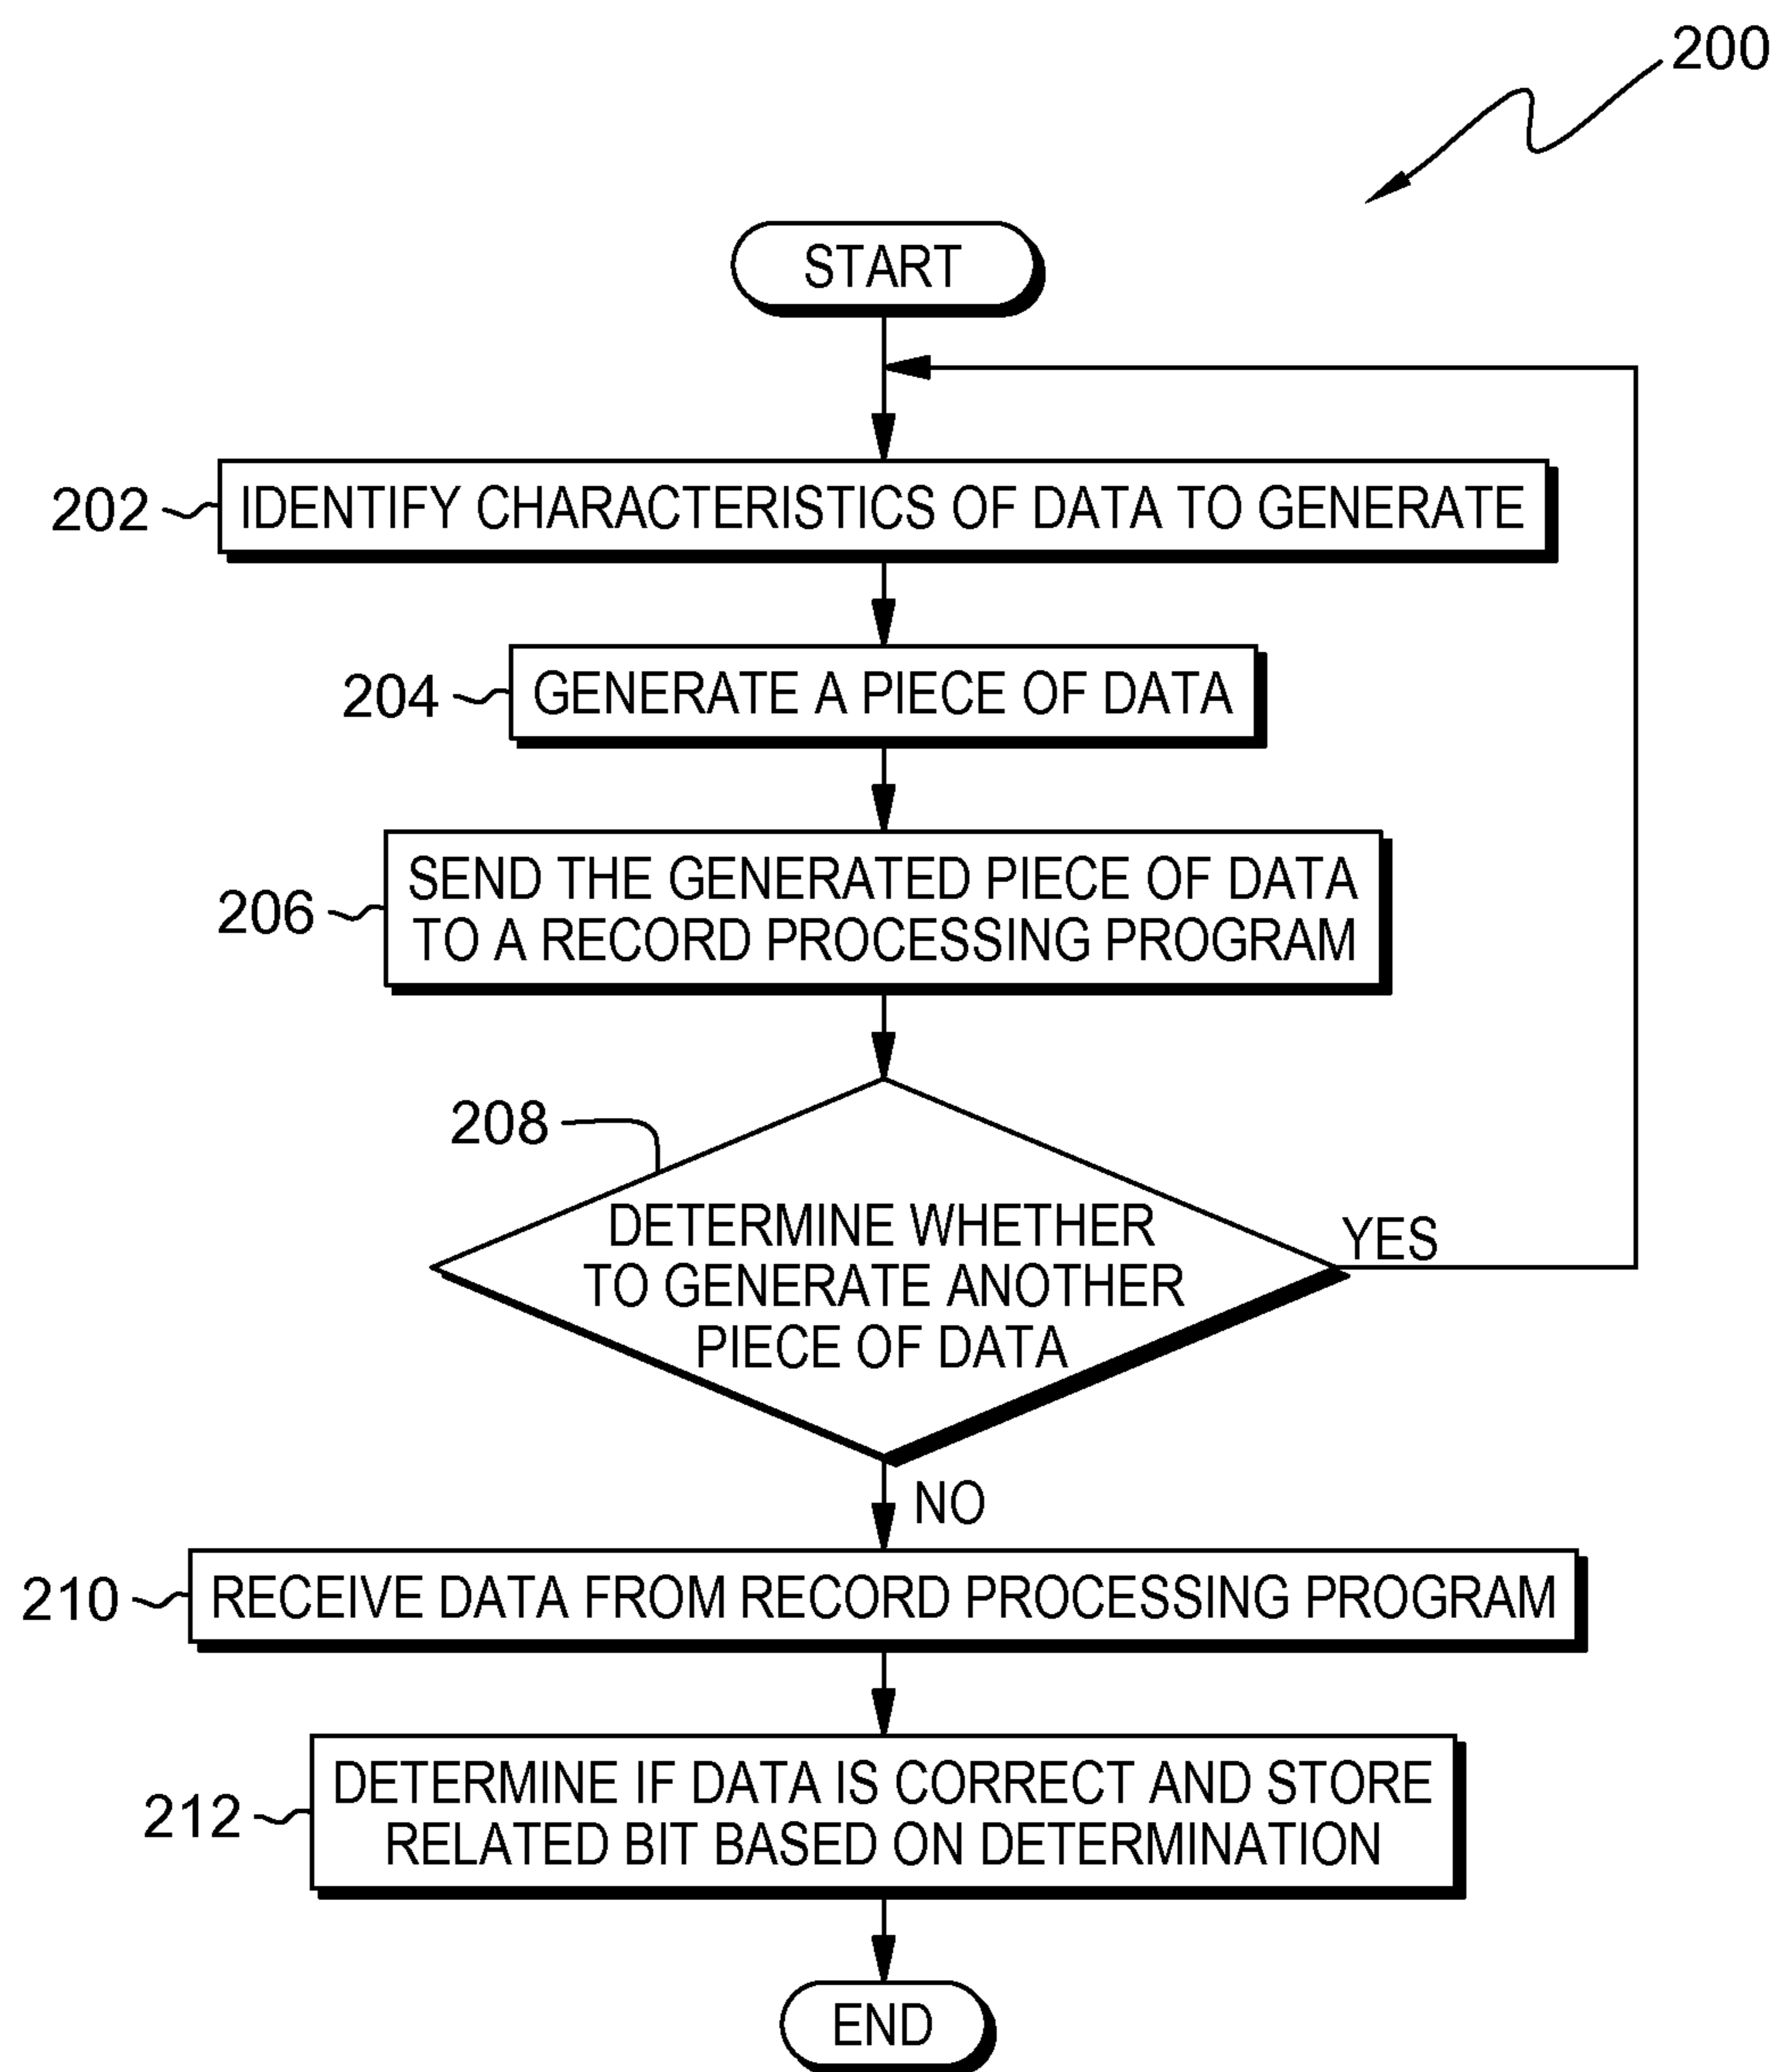 200
START
202
IDENTIFY CHARACTERISTICS OF DATA TO GENERATE
204
GENERATE A PIECE OF DATA
206
SEND THE GENERATED PIECE OF DATA
TO A RECORD PROCESSING PROGRAM
208
DETERMINE WHETHER
TO GENERATE ANOTHER
PIECE OF DATA
YES
NO
210
RECEIVE DATA FROM RECORD PROCESSING PROGRAM
212
DETERMINE IF DATA IS CORRECT AND STORE
RELATED BIT BASED ON DETERMINATION
END